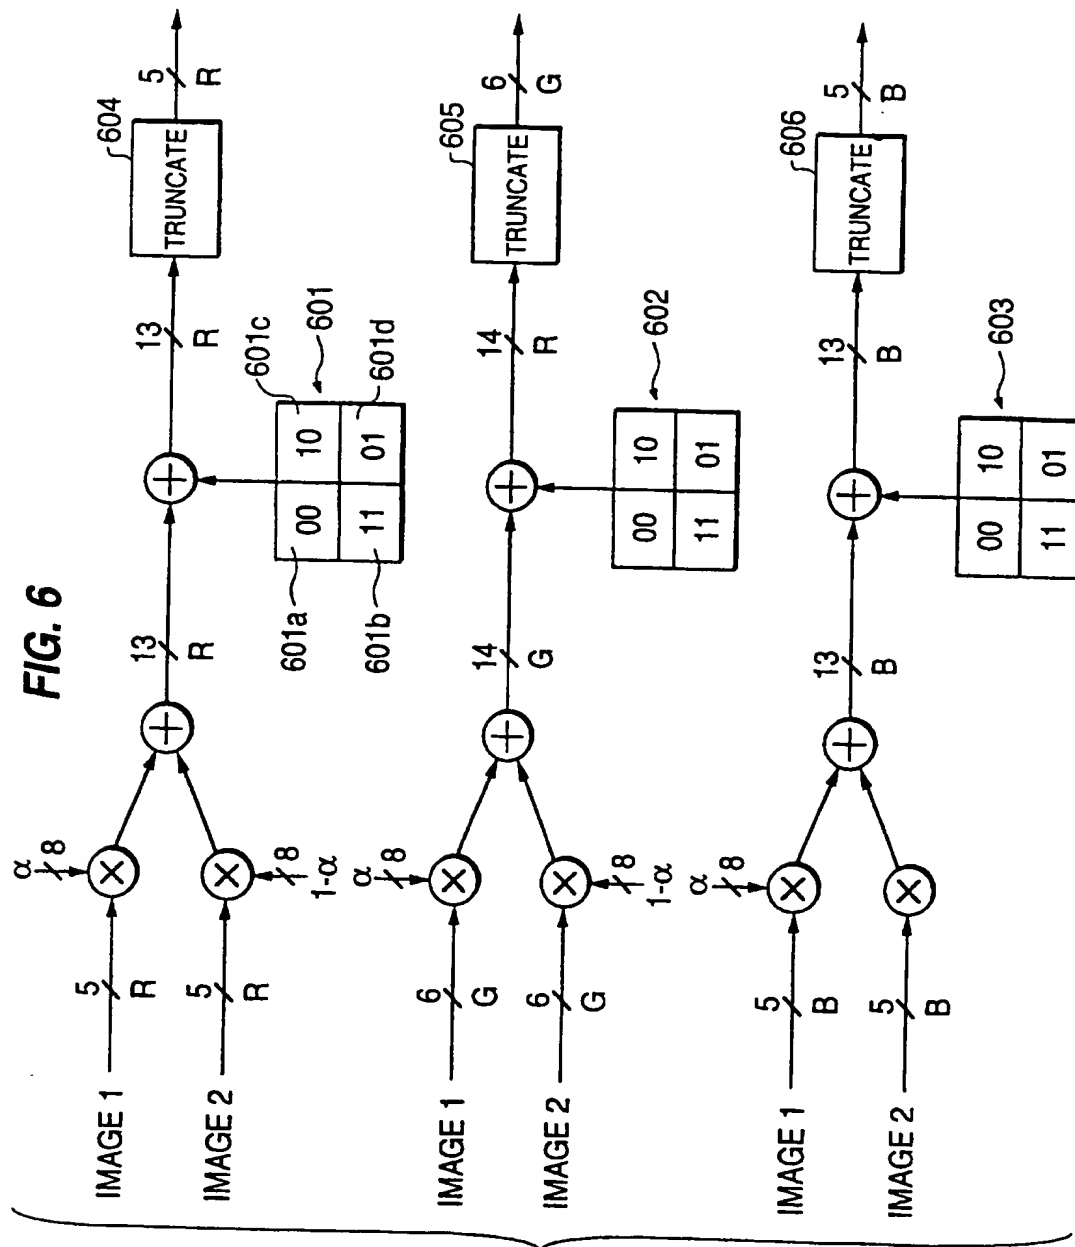 FIG. 6
IMAGE 1
5
R
α
8
×
IMAGE 2
5
R
×
8
1-α
+
13
R
+
13
R
604
TRUNCATE
5
R
601a
601b
601c
601
601d
00
10
11
01
IMAGE 1
6
G
α
8
×
IMAGE 2
6
G
×
8
1-α
+
14
G
+
14
R
605
TRUNCATE
6
G
602
00
10
11
01
IMAGE 1
5
B
α
8
×
IMAGE 2
5
B
×
+
13
B
+
13
B
606
TRUNCATE
5
B
603
00
10
11
01